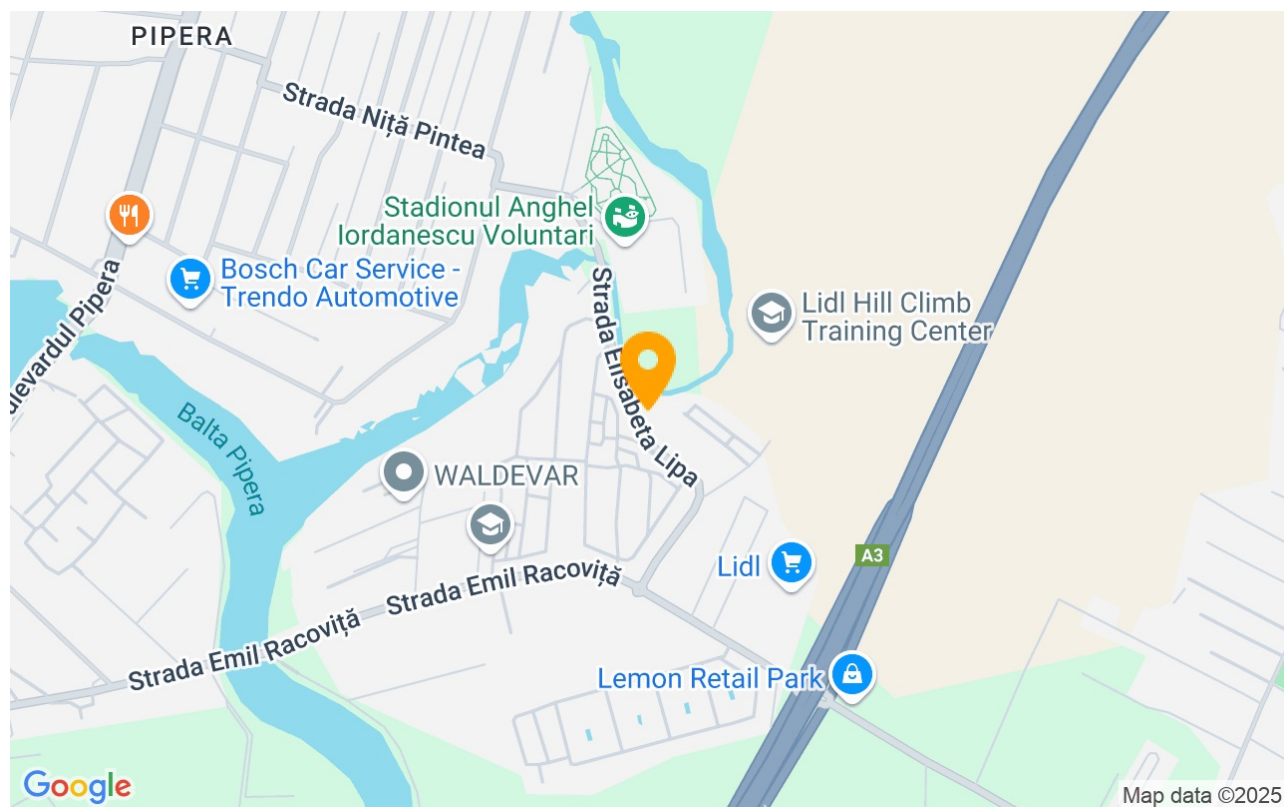 PIPERA
Strada Niță Pintea
Stadionul Anghel
Iordanescu Voluntari
Bosch Car Service -
Trendo Automotive
ulevardul Pipera
Strada Elisabeta Lipa
Lidl Hill Climb
Training Center
Balta Pipera
WALDEVAR
Lidl
A3
Strada Emil Racoviță
Strada Emil Racoviță
Lemon Retail Park
Google
Map data ©2025